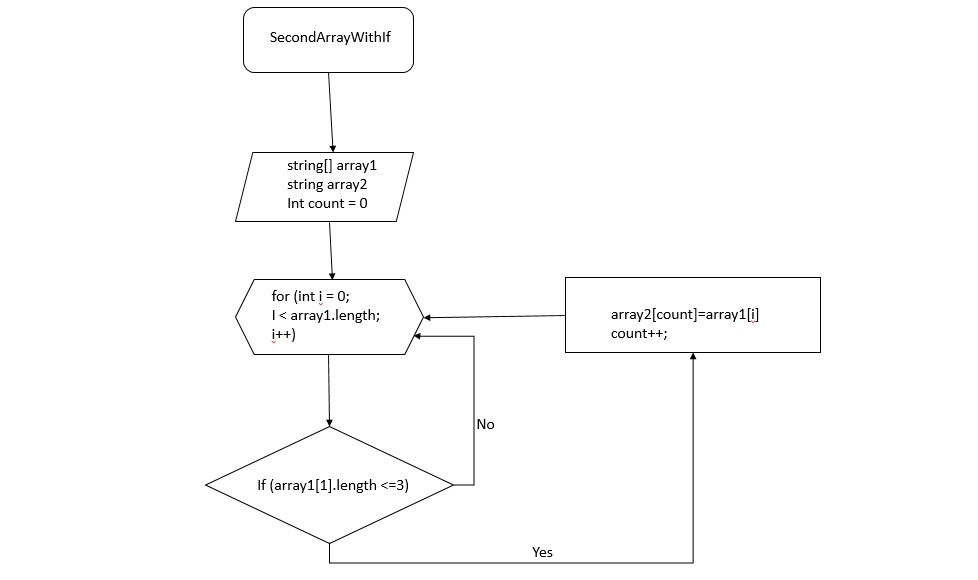 SecondArrayWithIf
string[] array1
string array2
Int count = 0
for (int i = 0;
I < array1.length;
i++)
array2[count]=array1[i]
count++;
No
If (array1[1].length <=3)
Yes